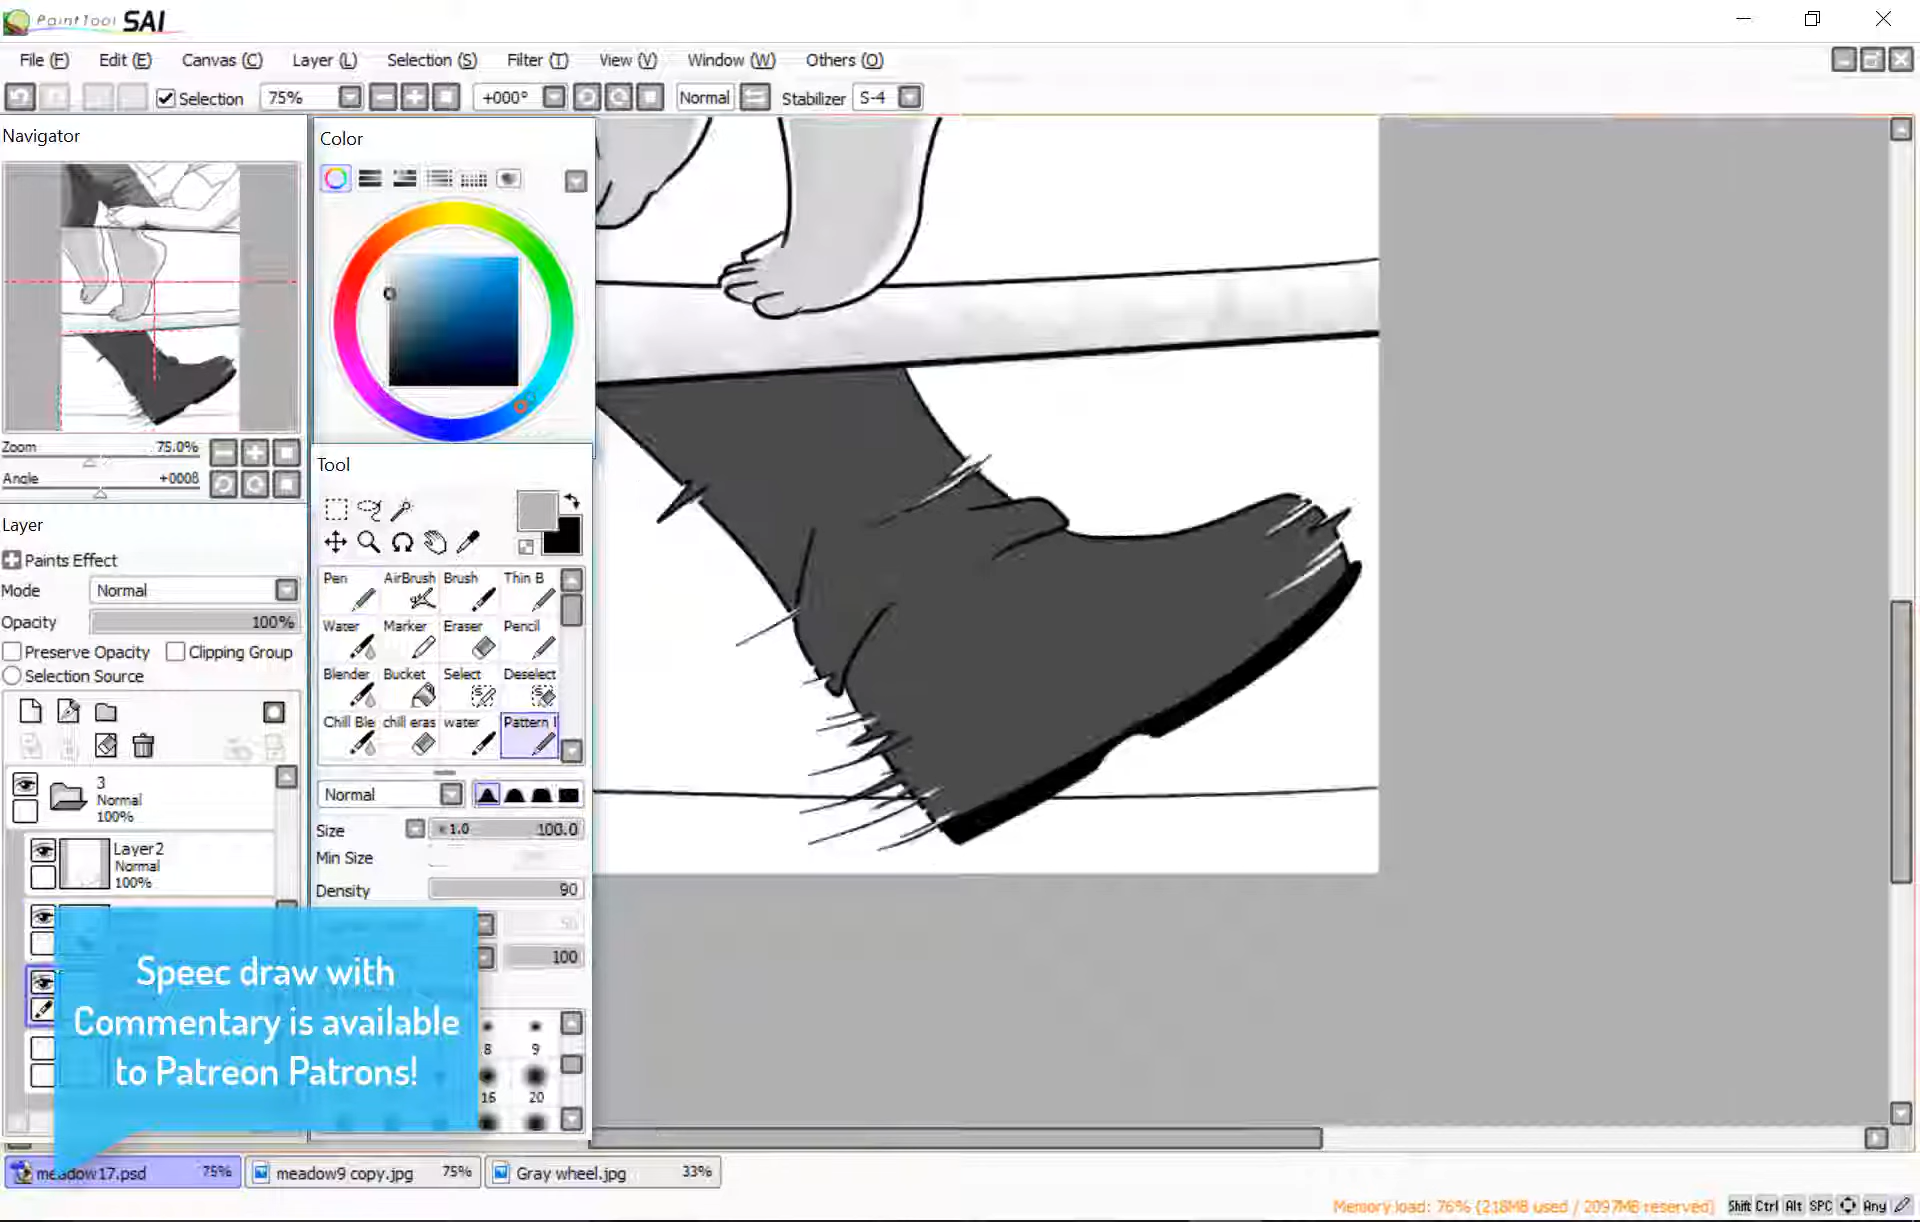 PaintTool SAI
File (F) Edit (E) Canvas (C) Layer (L) Selection (S) Filter (T) View (V) Window (W) Others (O)
Selection 75% +000° Normal Stabilizer S-4
Navigator
Zoom 75.0%
Angle +0008
Layer
Paints Effect
Mode Normal
Opacity 100%
Preserve Opacity Clipping Group
Selection Source
3
Normal
100%
Layer2
Normal
100%
Color
Tool
Pen AirBrush Brush Thin B
Water Marker Eraser Pencil
Blender Bucket Select Deselect
Chill Ble chill eras water Pattern I
Normal
Size x 1.0 100.0
Min Size
Density 90
50
100
8 9
16 20
Speec draw with
Commentary is available
to Patreon Patrons!
meadow17.psd 75% meadow9 copy.jpg 75% Gray wheel.jpg 33%
Memory load: 76% (218MB used / 2097MB reserved) Shift Ctrl Alt SPC Any